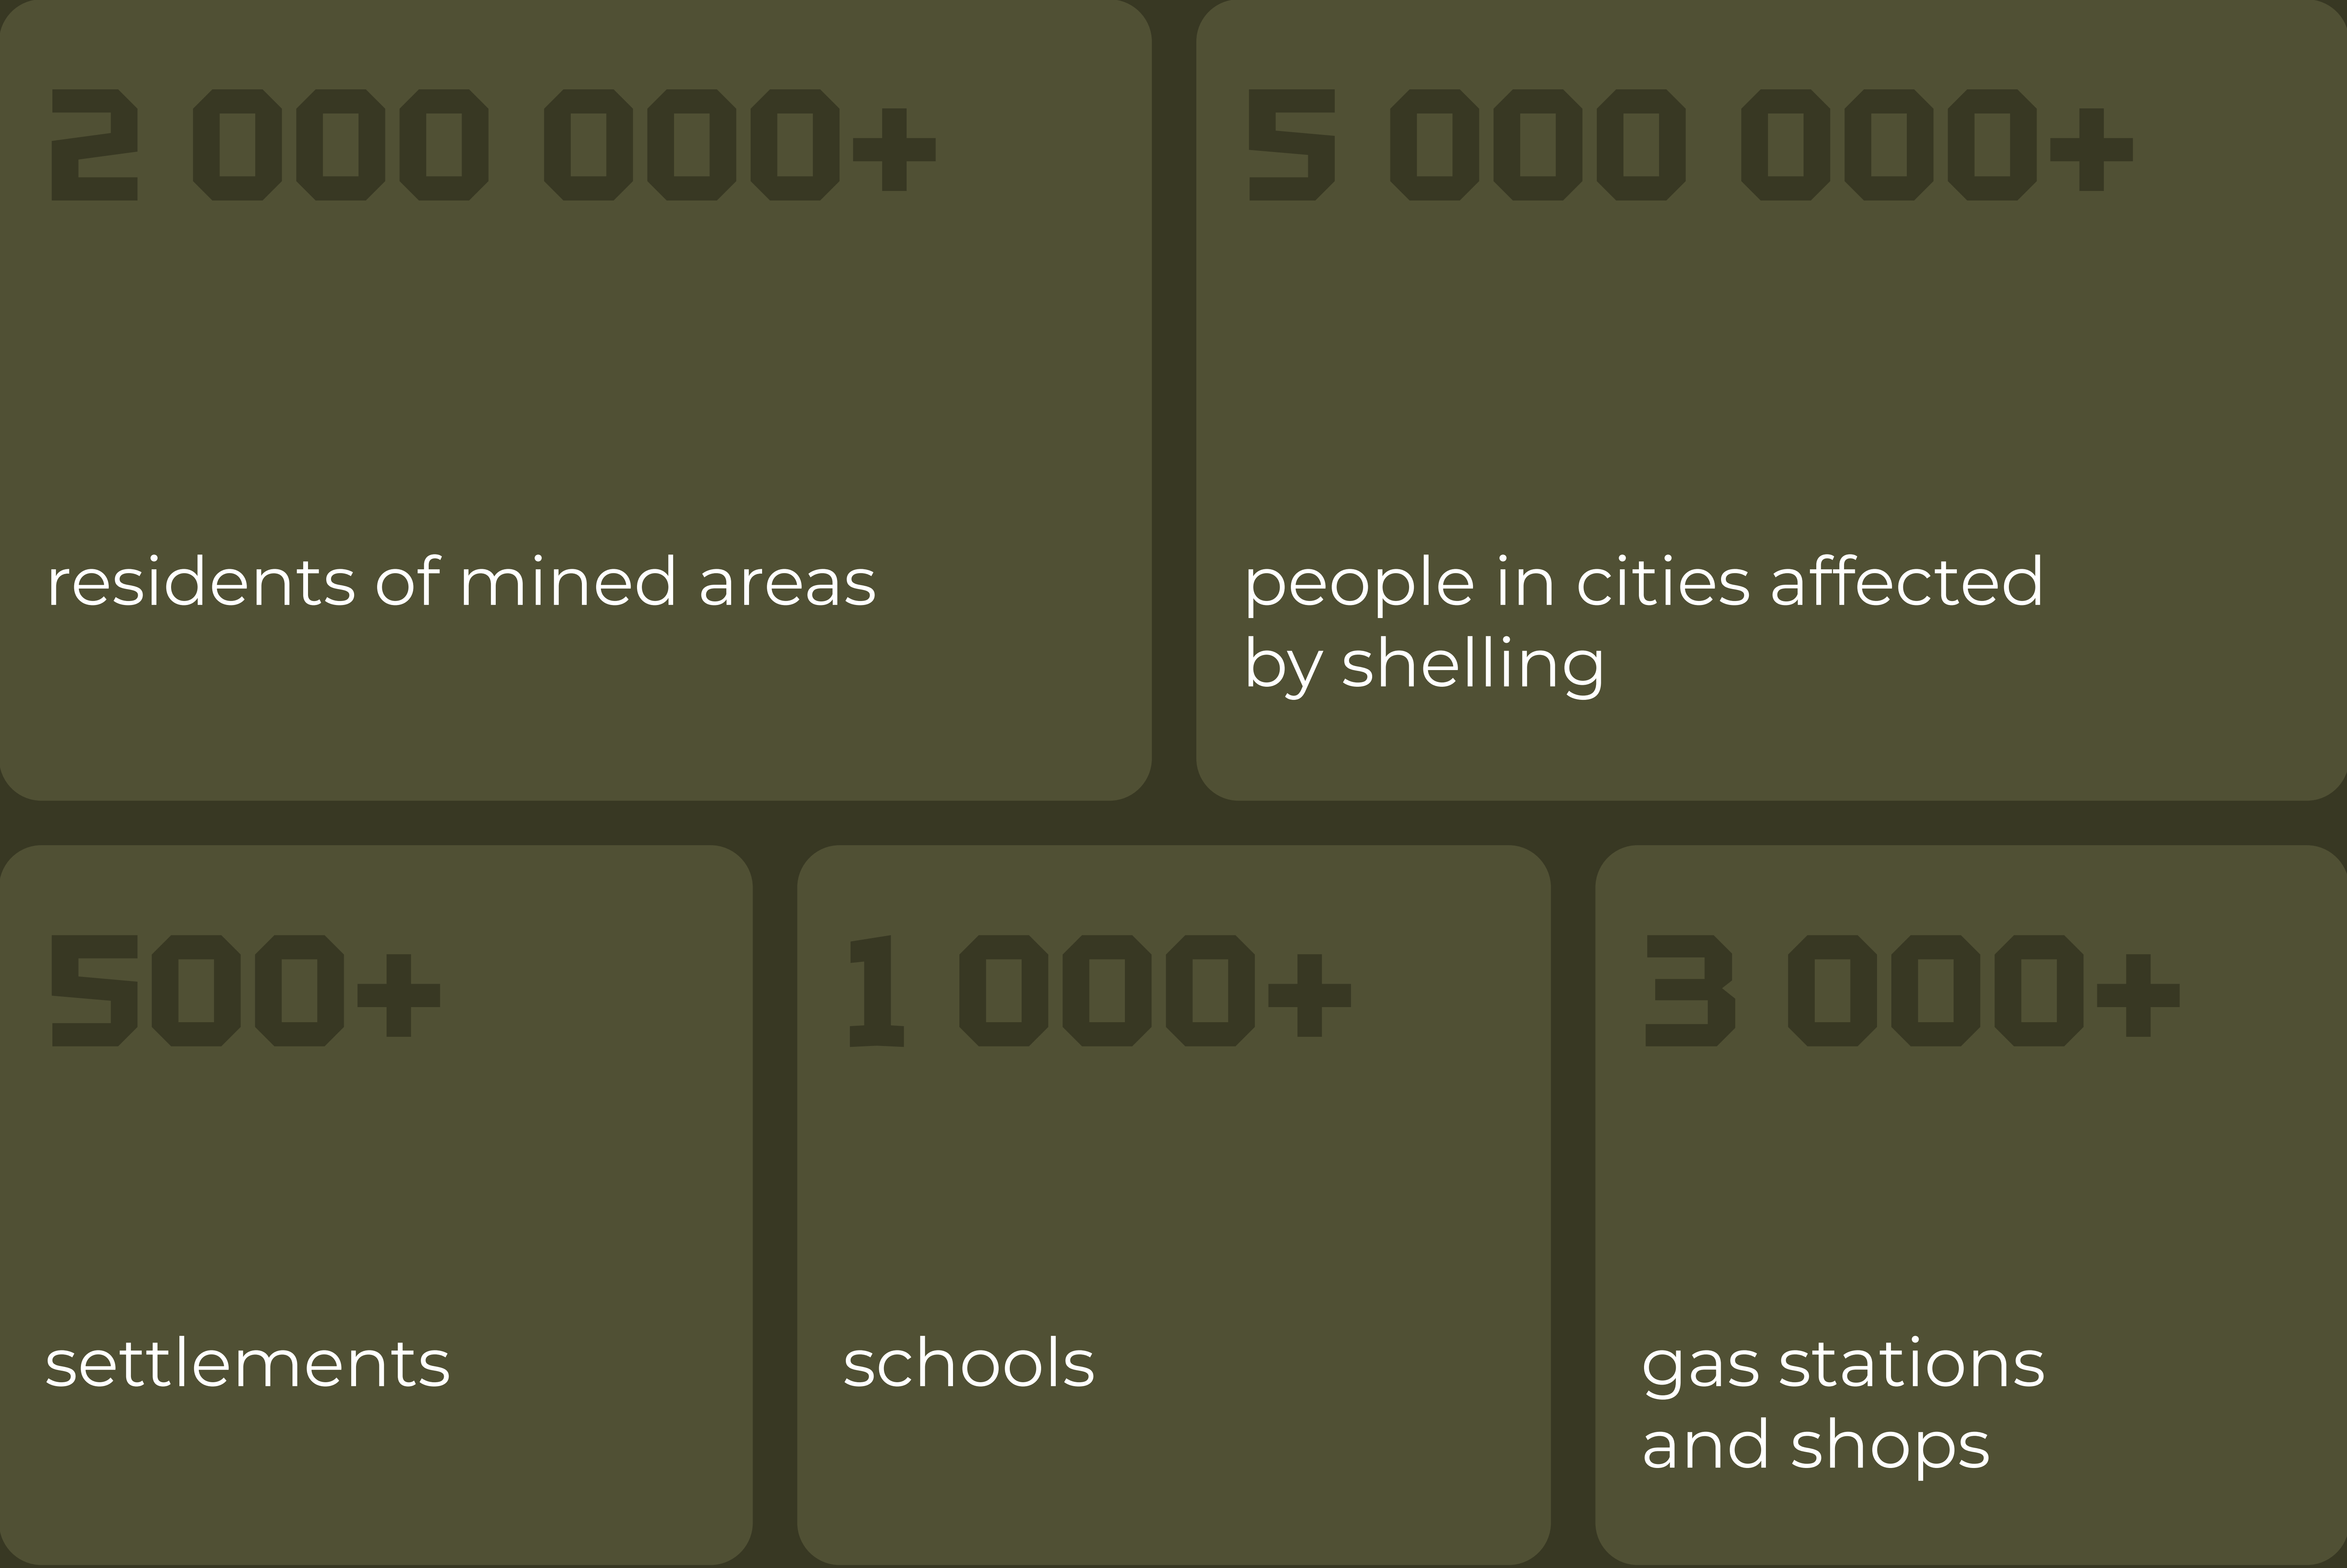 2 000 000+
residents of mined areas
5 000 000+
people in cities affected
by shelling
500+
settlements
1 000+
schools
3 000+
gas stations
and shops